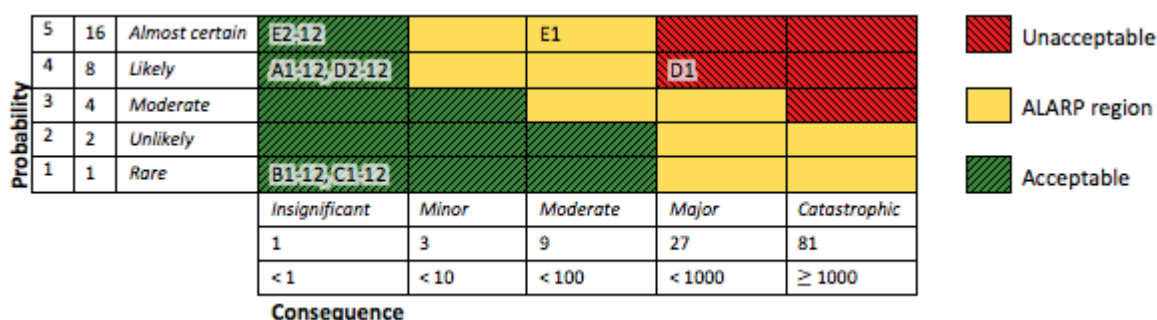 5 16 Almost certain E2-12 E1
4 8 Likely A1-12, D2-12 D1
3 4 Moderate
2 2 Unlikely
1 1 Rare B1-12, C1-12
Probability
Insignificant Minor Moderate Major Catastrophic
1 3 9 27 81
< 1 < 10 < 100 < 1000 ≥ 1000
Consequence
Unacceptable
ALARP region
Acceptable